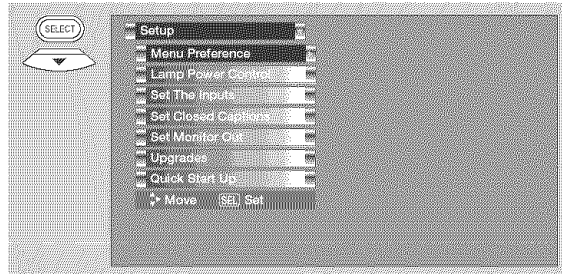 SELECT
Setup
Menu Preference
Lamp Power Control
Set The Inputs
Set Closed Captions
Set Monitor Out
Upgrades
Quick Start Up
Move SEL Set